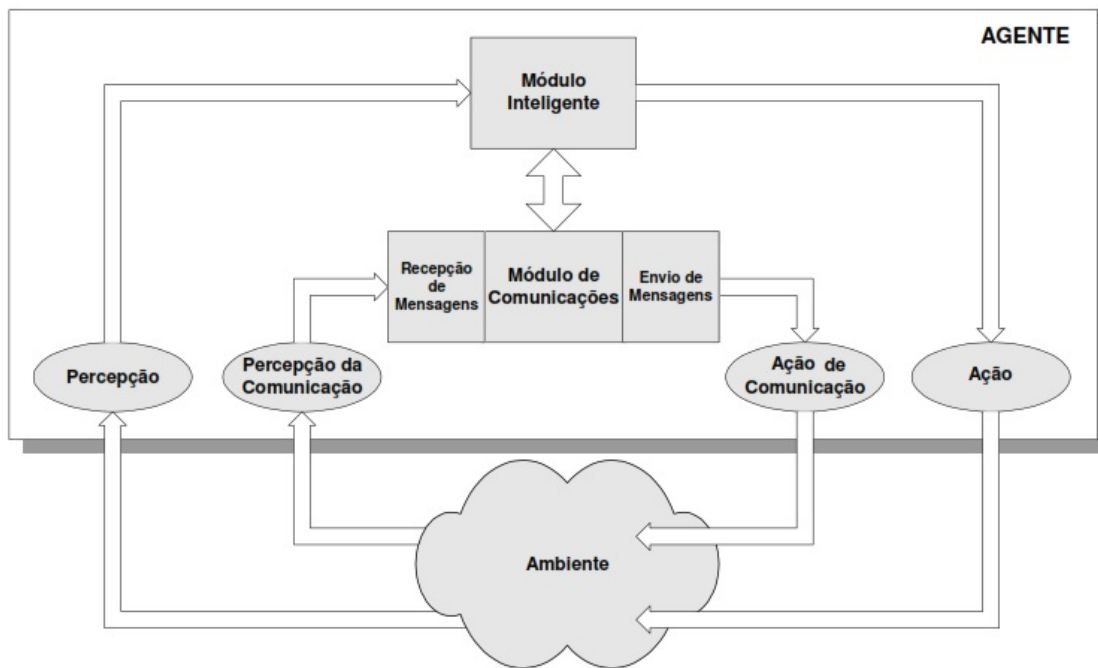 AGENTE
Módulo
Inteligente
Recepção
de
Mensagens
Módulo de
Comunicações
Envio de
Mensagens
Percepção
Percepção da
Comunicação
Ação de
Comunicação
Ação
Ambiente